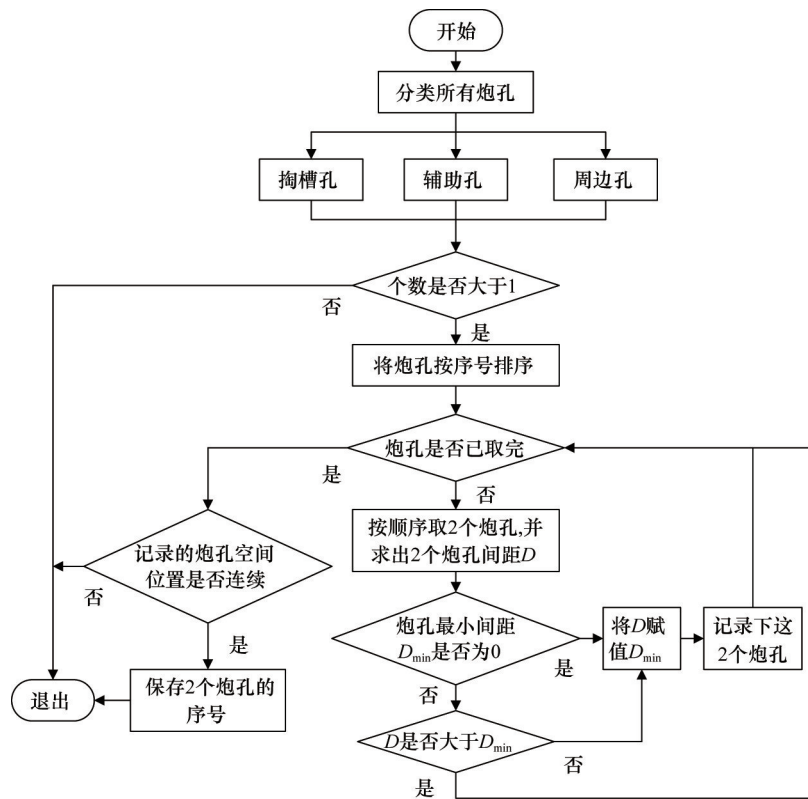 开始
分类所有炮孔
掏槽孔
辅助孔
周边孔
个数是否大于1
否
是
将炮孔按序号排序
炮孔是否已取完
是
否
按顺序取2个炮孔,并
求出2个炮孔间距D
记录的炮孔空间
位置是否连续
否
是
炮孔最小间距
Dmin是否为0
是
否
将D赋
值Dmin
记录下这
2个炮孔
保存2个炮孔的
序号
退出
D是否大于Dmin
否
是